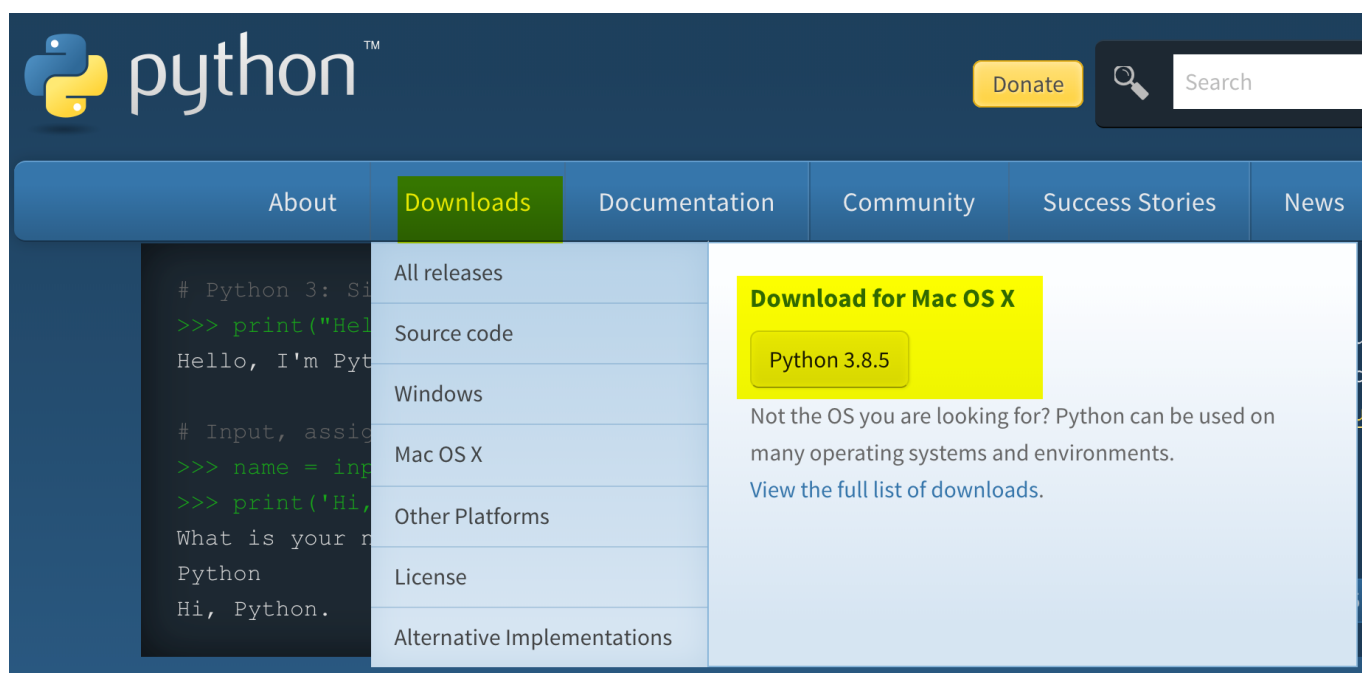 python™
Donate
Search
About
Downloads
Documentation
Community
Success Stories
News
# Python 3: Si
>>> print("Hel
Hello, I'm Pyt
# Input, assig
>>> name = inp
>>> print('Hi,
What is your n
Python
Hi, Python.
All releases
Source code
Windows
Mac OS X
Other Platforms
License
Alternative Implementations
Download for Mac OS X
Python 3.8.5
Not the OS you are looking for? Python can be used on
many operating systems and environments.
View the full list of downloads.